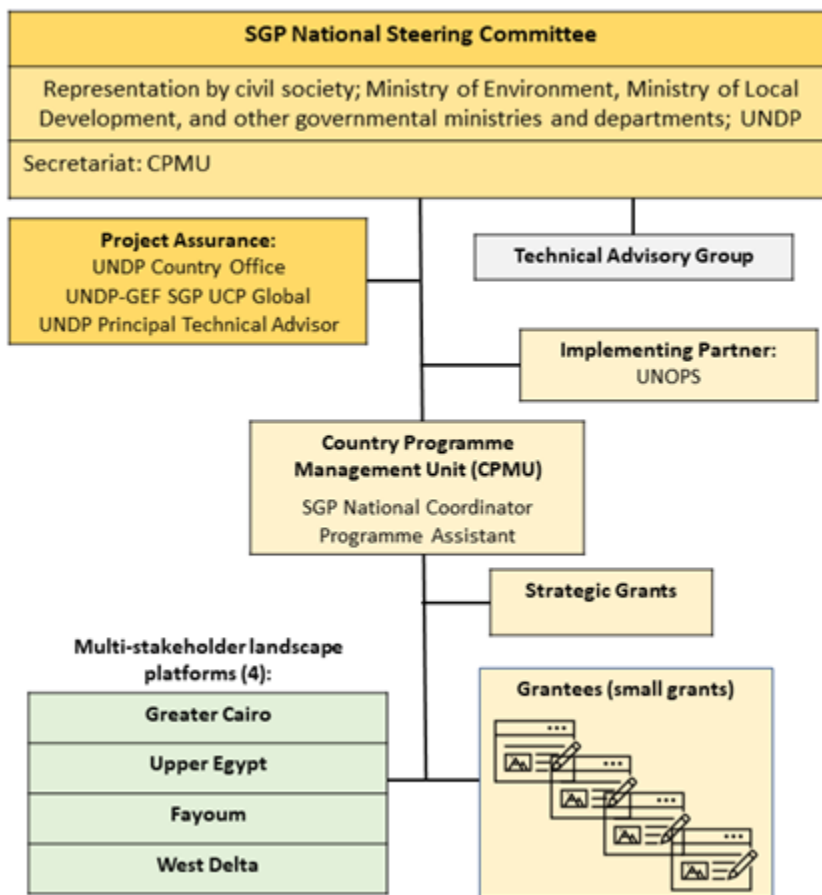 SGP National Steering Committee
Representation by civil society; Ministry of Environment, Ministry of Local
Development, and other governmental ministries and departments; UNDP
Secretariat: CPMU
Project Assurance:
UNDP Country Office
UNDP-GEF SGP UCP Global
UNDP Principal Technical Advisor
Technical Advisory Group
Implementing Partner:
UNOPS
Country Programme
Management Unit (CPMU)
SGP National Coordinator
Programme Assistant
Strategic Grants
Multi-stakeholder landscape
platforms (4):
Greater Cairo
Upper Egypt
Fayoum
West Delta
Grantees (small grants)